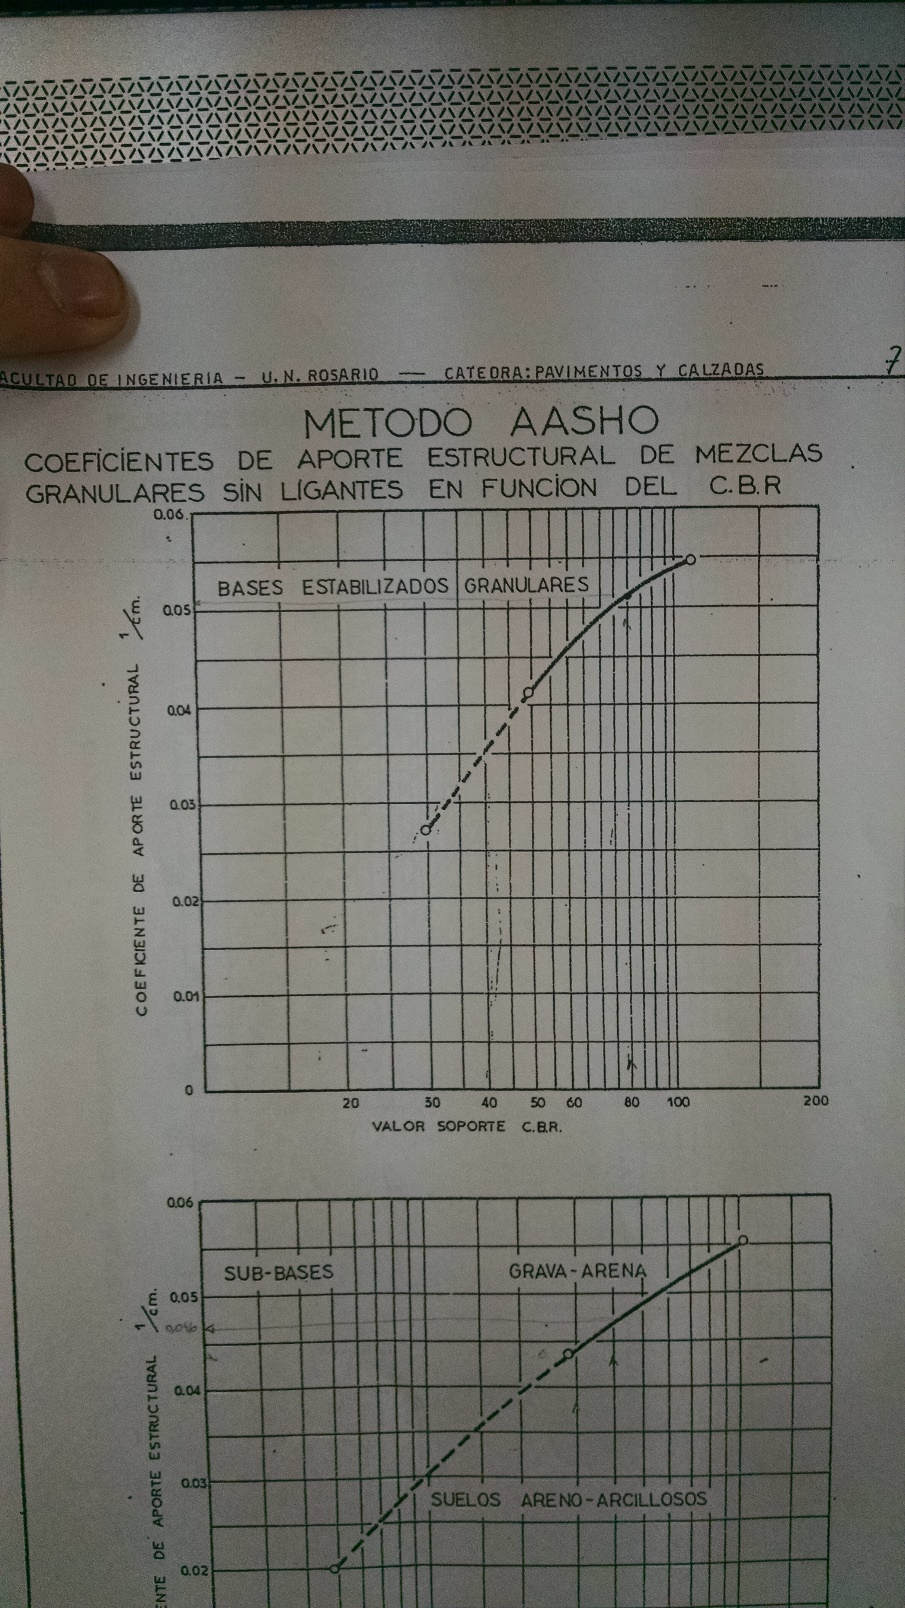 ACULTAD DE INGENIERIA — U. N. ROSARIO — CATEDRA: PAVIMENTOS Y CALZADAS
7
METODO AASHO
COEFICIENTES DE APORTE ESTRUCTURAL DE MEZCLAS
GRANULARES SIN LIGANTES EN FUNCION DEL C.B.R
0.06
BASES ESTABILIZADOS GRANULARES
0.05
0.04
0.03
0.02
0.01
0
COEFICIENTE DE APORTE ESTRUCTURAL 1/cm.
20 30 40 50 60 80 100 200
VALOR SOPORTE C.B.R.
0.06
SUB-BASES GRAVA-ARENA
0.05
0.046
0.04
0.03
SUELOS ARENO-ARCILLOSOS
0.02
ENTE DE APORTE ESTRUCTURAL 1/cm.